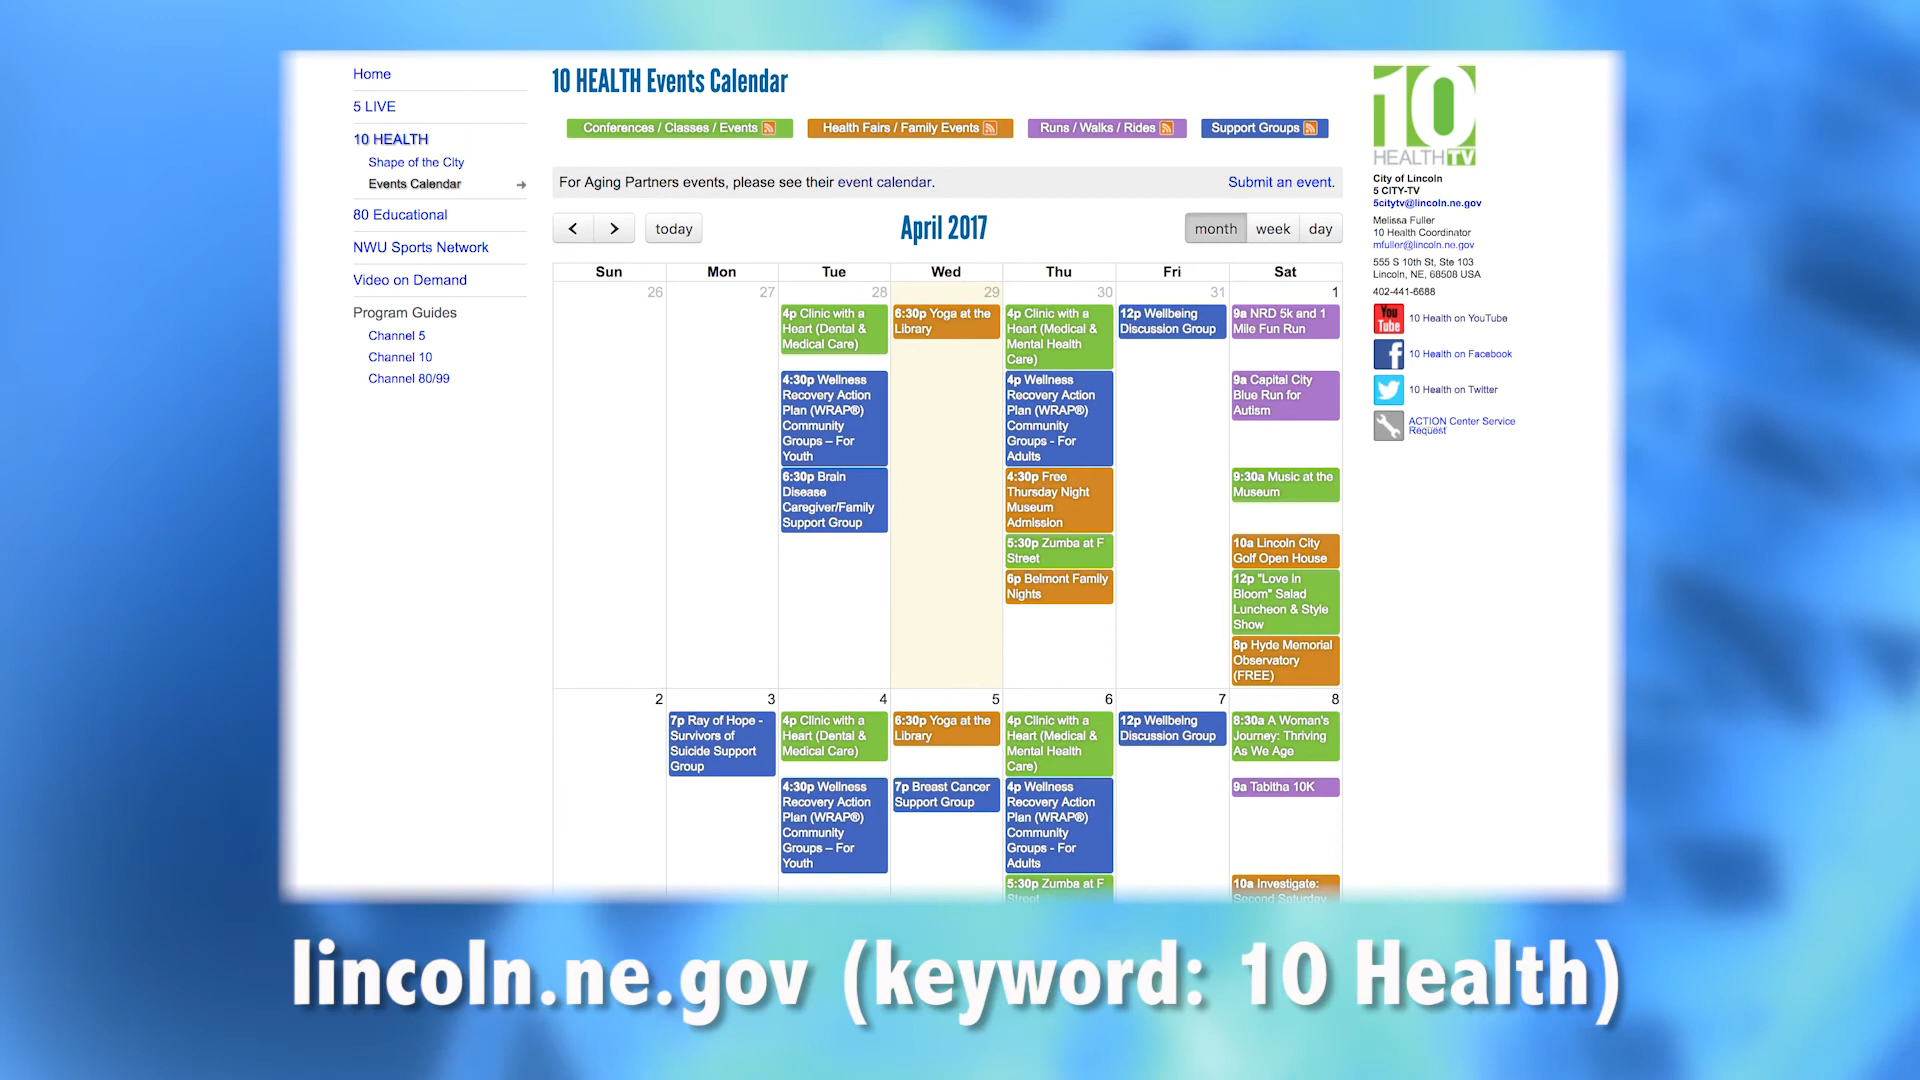 Home
5 LIVE
10 HEALTH
Shape of the City
Events Calendar
80 Educational
NWU Sports Network
Video on Demand
Program Guides
Channel 5
Channel 10
Channel 80/99
10 HEALTH Events Calendar
Conferences / Classes / Events
Health Fairs / Family Events
Runs / Walks / Rides
Support Groups
For Aging Partners events, please see their event calendar.
Submit an event.
today
April 2017
month week day
Sun Mon Tue Wed Thu Fri Sat
26 27 28 29 30 31 1
4p Clinic with a
Heart (Dental &
Medical Care)
4:30p Wellness
Recovery Action
Plan (WRAP®)
Community
Groups – For
Youth
6:30p Brain
Disease
Caregiver/Family
Support Group
6:30p Yoga at the
Library
4p Clinic with a
Heart (Medical &
Mental Health
Care)
4p Wellness
Recovery Action
Plan (WRAP®)
Community
Groups - For
Adults
4:30p Free
Thursday Night
Museum
Admission
5:30p Zumba at F
Street
6p Belmont Family
Nights
12p Wellbeing
Discussion Group
9a NRD 5k and 1
Mile Fun Run
9a Capital City
Blue Run for
Autism
9:30a Music at the
Museum
10a Lincoln City
Golf Open House
12p "Love in
Bloom" Salad
Luncheon & Style
Show
8p Hyde Memorial
Observatory
(FREE)
2 3 4 5 6 7 8
7p Ray of Hope -
Survivors of
Suicide Support
Group
4p Clinic with a
Heart (Dental &
Medical Care)
4:30p Wellness
Recovery Action
Plan (WRAP®)
Community
Groups – For
Youth
6:30p Yoga at the
Library
7p Breast Cancer
Support Group
4p Clinic with a
Heart (Medical &
Mental Health
Care)
4p Wellness
Recovery Action
Plan (WRAP®)
Community
Groups - For
Adults
5:30p Zumba at F
Street
12p Wellbeing
Discussion Group
8:30a A Woman's
Journey: Thriving
As We Age
9a Tabitha 10K
10a Investigate:
Second Saturday
10
HEALTH TV
City of Lincoln
5 CITY-TV
5citytv@lincoln.ne.gov
Melissa Fuller
10 Health Coordinator
mfuller@lincoln.ne.gov
555 S 10th St, Ste 103
Lincoln, NE, 68508 USA
402-441-6688
You
Tube
10 Health on YouTube
f
10 Health on Facebook
10 Health on Twitter
ACTION Center Service
Request
lincoln.ne.gov (keyword: 10 Health)